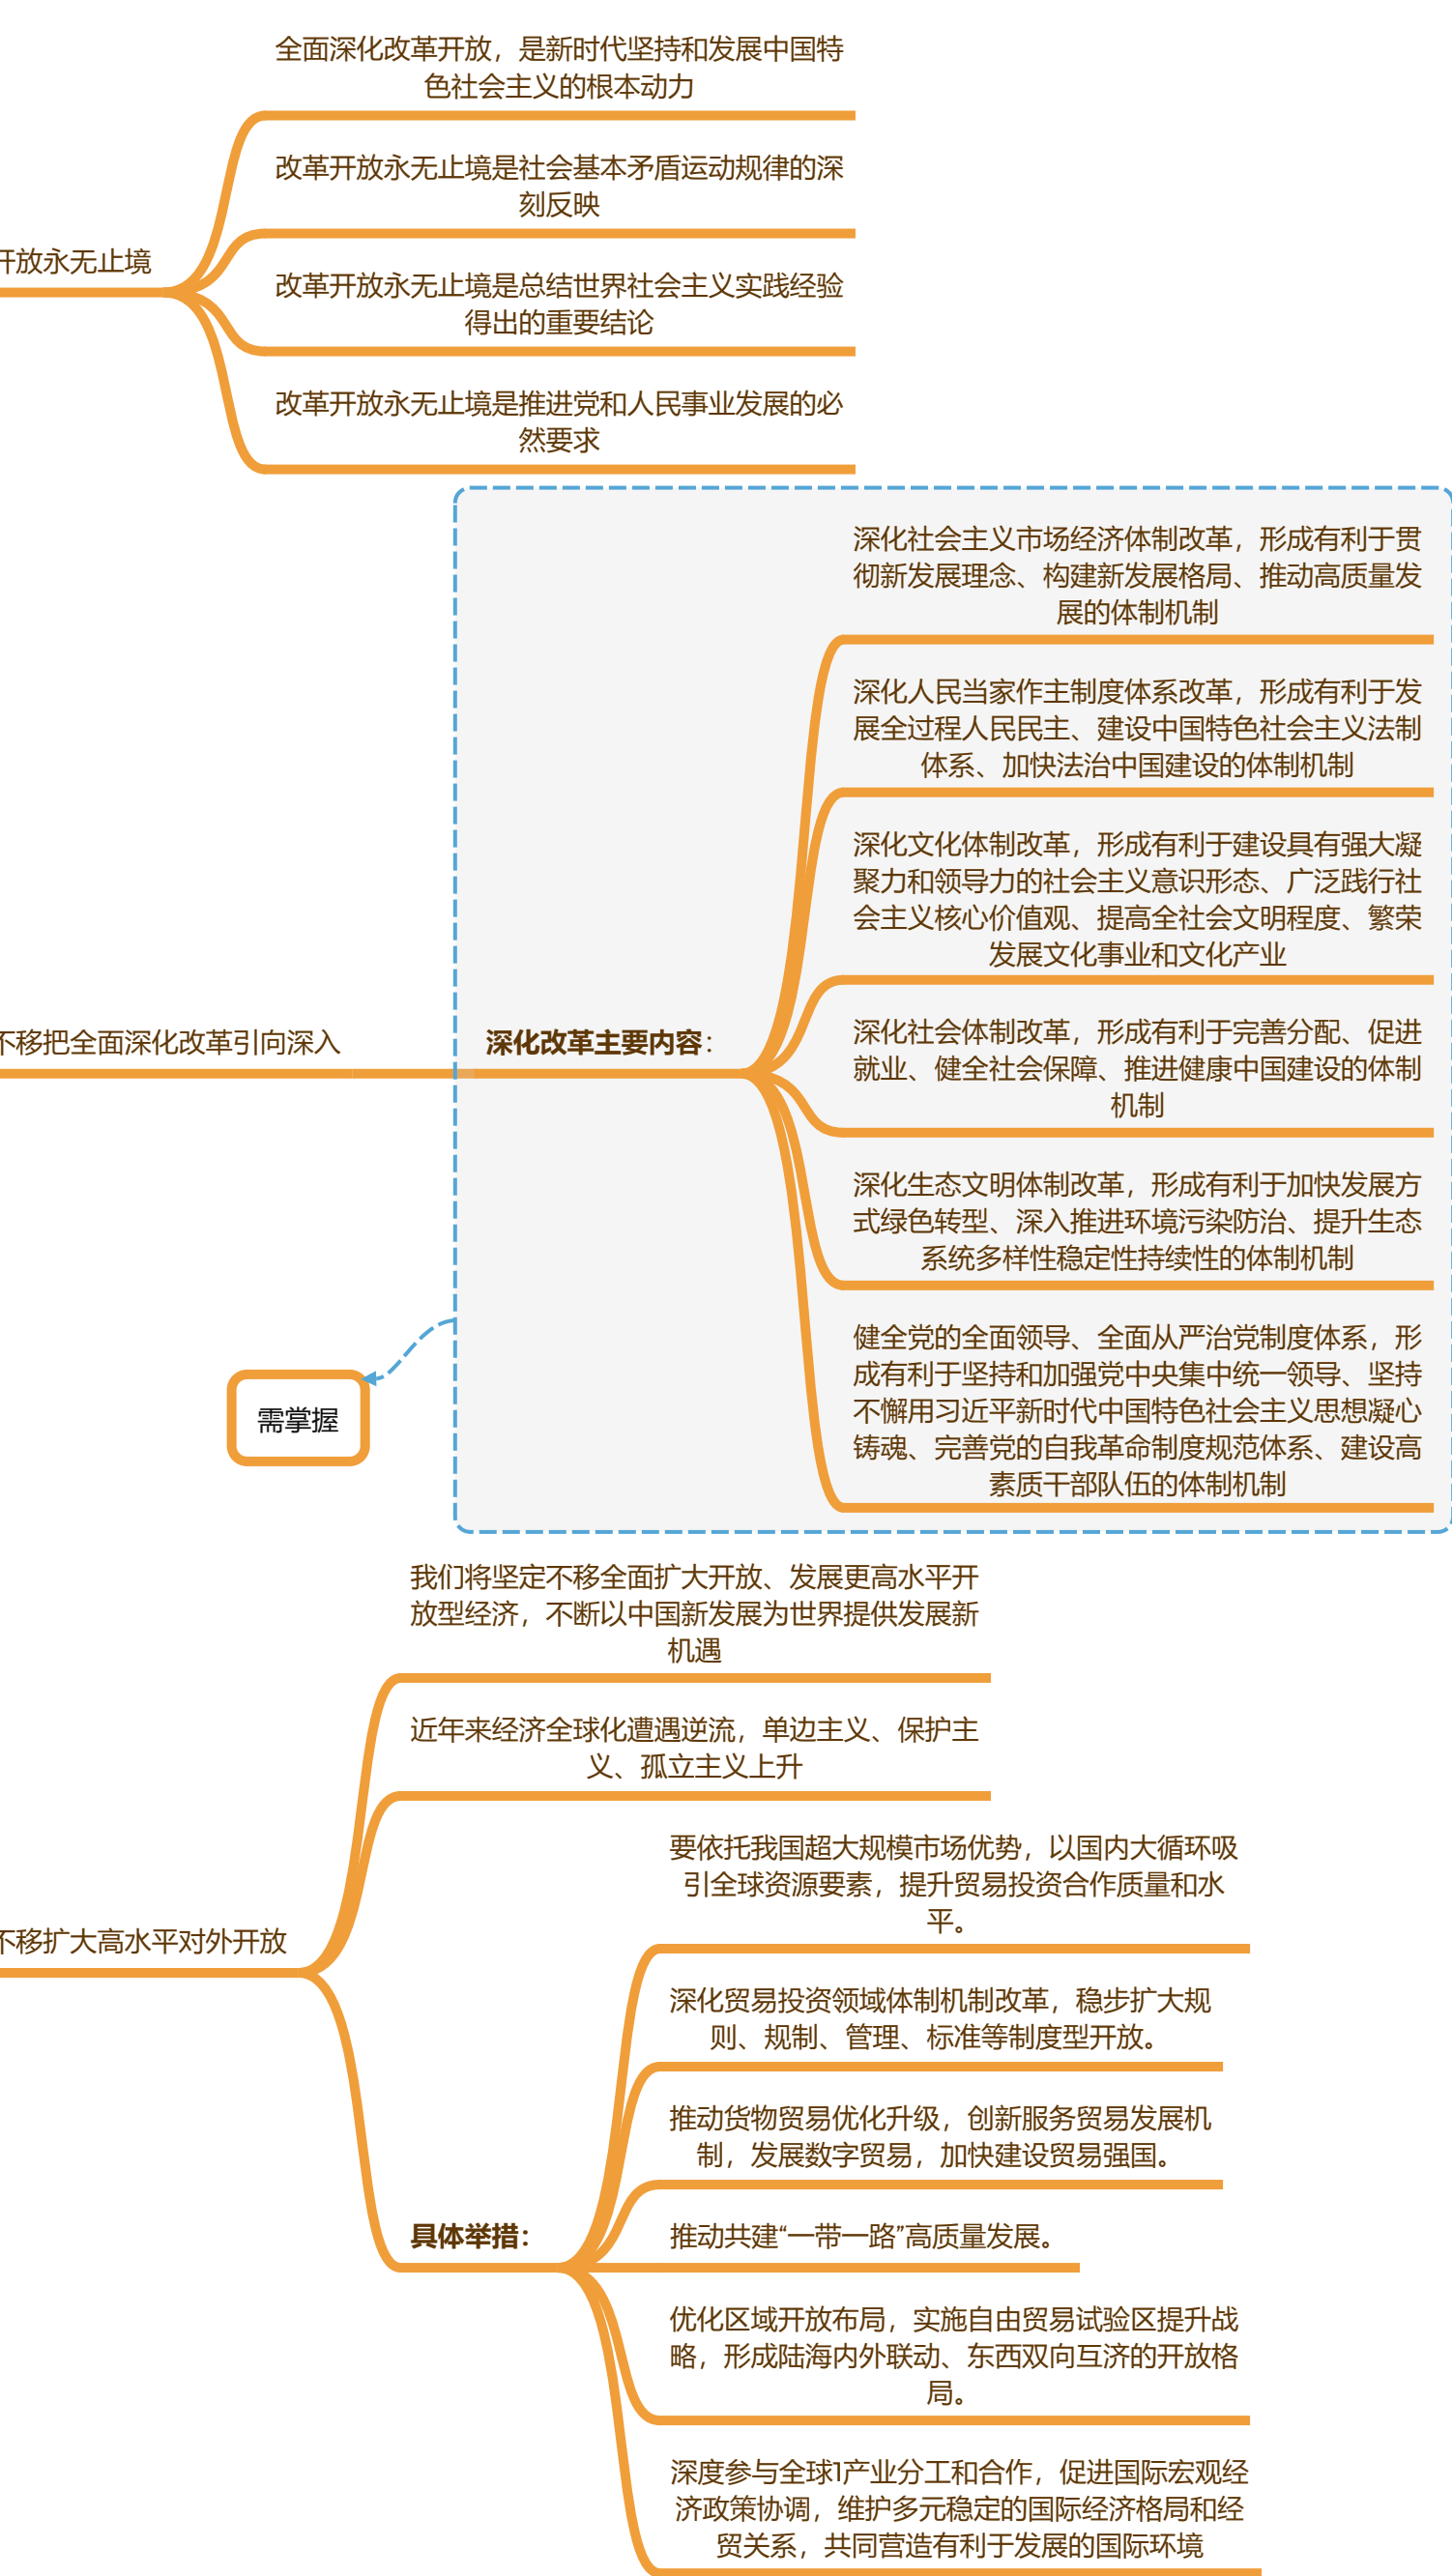 全面深化改革开放，是新时代坚持和发展中国特
色社会主义的根本动力
改革开放永无止境是社会基本矛盾运动规律的深
刻反映
开放永无止境
改革开放永无止境是总结世界社会主义实践经验
得出的重要结论
改革开放永无止境是推进党和人民事业发展的必
然要求
深化社会主义市场经济体制改革，形成有利于贯
彻新发展理念、构建新发展格局、推动高质量发
展的体制机制
深化人民当家作主制度体系改革，形成有利于发
展全过程人民民主、建设中国特色社会主义法制
体系、加快法治中国建设的体制机制
深化文化体制改革，形成有利于建设具有强大凝
聚力和领导力的社会主义意识形态、广泛践行社
会主义核心价值观、提高全社会文明程度、繁荣
发展文化事业和文化产业
不移把全面深化改革引向深入
深化改革主要内容：
深化社会体制改革，形成有利于完善分配、促进
就业、健全社会保障、推进健康中国建设的体制
机制
深化生态文明体制改革，形成有利于加快发展方
式绿色转型、深入推进环境污染防治、提升生态
系统多样性稳定性持续性的体制机制
健全党的全面领导、全面从严治党制度体系，形
成有利于坚持和加强党中央集中统一领导、坚持
不懈用习近平新时代中国特色社会主义思想凝心
铸魂、完善党的自我革命制度规范体系、建设高
素质干部队伍的体制机制
需掌握
我们将坚定不移全面扩大开放、发展更高水平开
放型经济，不断以中国新发展为世界提供发展新
机遇
近年来经济全球化遭遇逆流，单边主义、保护主
义、孤立主义上升
不移扩大高水平对外开放
要依托我国超大规模市场优势，以国内大循环吸
引全球资源要素，提升贸易投资合作质量和水
平。
深化贸易投资领域体制机制改革，稳步扩大规
则、规制、管理、标准等制度型开放。
推动货物贸易优化升级，创新服务贸易发展机
制，发展数字贸易，加快建设贸易强国。
具体举措：
推动共建“一带一路”高质量发展。
优化区域开放布局，实施自由贸易试验区提升战
略，形成陆海内外联动、东西双向互济的开放格
局。
深度参与全球1产业分工和合作，促进国际宏观经
济政策协调，维护多元稳定的国际经济格局和经
贸关系，共同营造有利于发展的国际环境